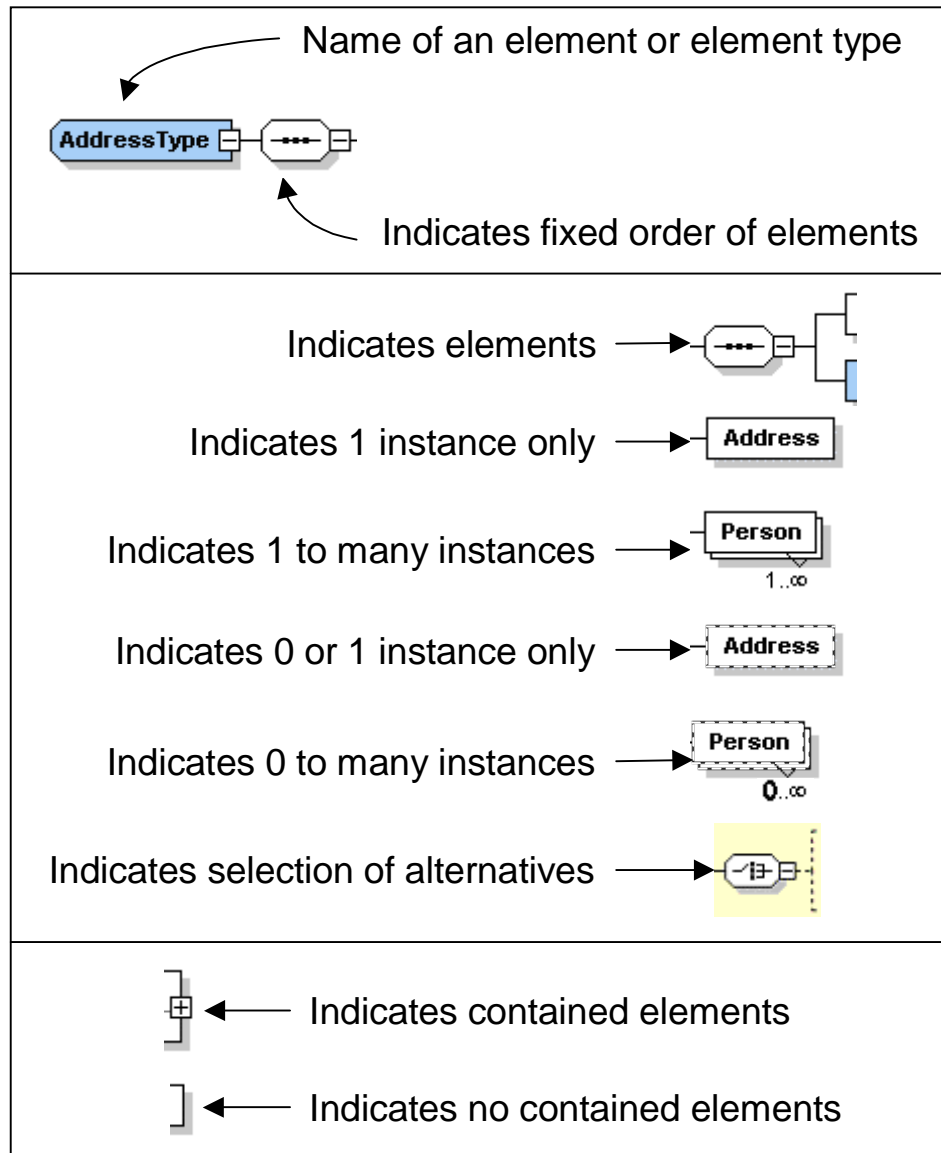 Name of an element or element type
AddressType
Indicates fixed order of elements
Indicates elements
Indicates 1 instance only
Address
Indicates 1 to many instances
Person
1..∞
Indicates 0 or 1 instance only
Address
Indicates 0 to many instances
Person
0..∞
Indicates selection of alternatives
Indicates contained elements
Indicates no contained elements